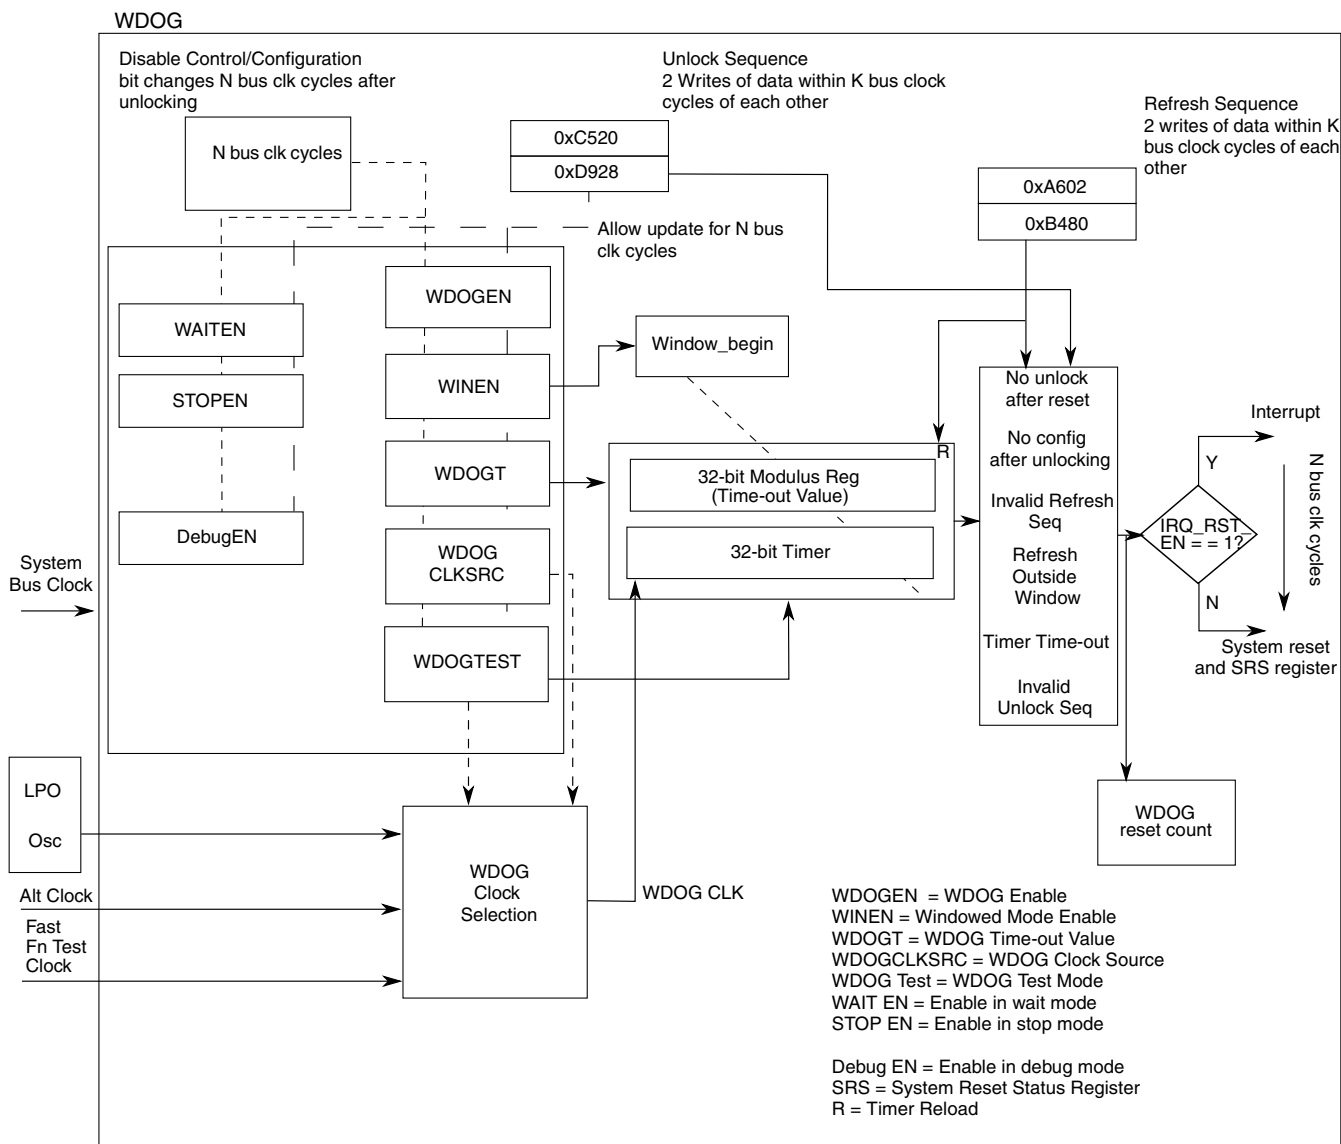 WDOG
Disable Control/Configuration
bit changes N bus clk cycles after
unlocking
Unlock Sequence
2 Writes of data within K bus clock
cycles of each other
Refresh Sequence
2 writes of data within K
bus clock cycles of each
other
N bus clk cycles
0xC520
0xD928
0xA602
0xB480
Allow update for N bus
clk cycles
WDOGEN
WAITEN
Window_begin
WINEN
STOPEN
No unlock
after reset
No config
after unlocking
Invalid Refresh
Seq
Refresh
Outside
Window
Timer Time-out
Invalid
Unlock Seq
Interrupt
Y
N bus clk cycles
IRQ_RST_
EN = = 1?
N
System reset
and SRS register
R
32-bit Modulus Reg
(Time-out Value)
32-bit Timer
WDOGT
DebugEN
WDOG
CLKSRC
System
Bus Clock
WDOGTEST
LPO
Osc
WDOG
reset count
WDOG
Clock
Selection
WDOG CLK
Alt Clock
Fast
Fn Test
Clock
WDOGEN = WDOG Enable
WINEN = Windowed Mode Enable
WDOGT = WDOG Time-out Value
WDOGCLKSRC = WDOG Clock Source
WDOG Test = WDOG Test Mode
WAIT EN = Enable in wait mode
STOP EN = Enable in stop mode
Debug EN = Enable in debug mode
SRS = System Reset Status Register
R = Timer Reload